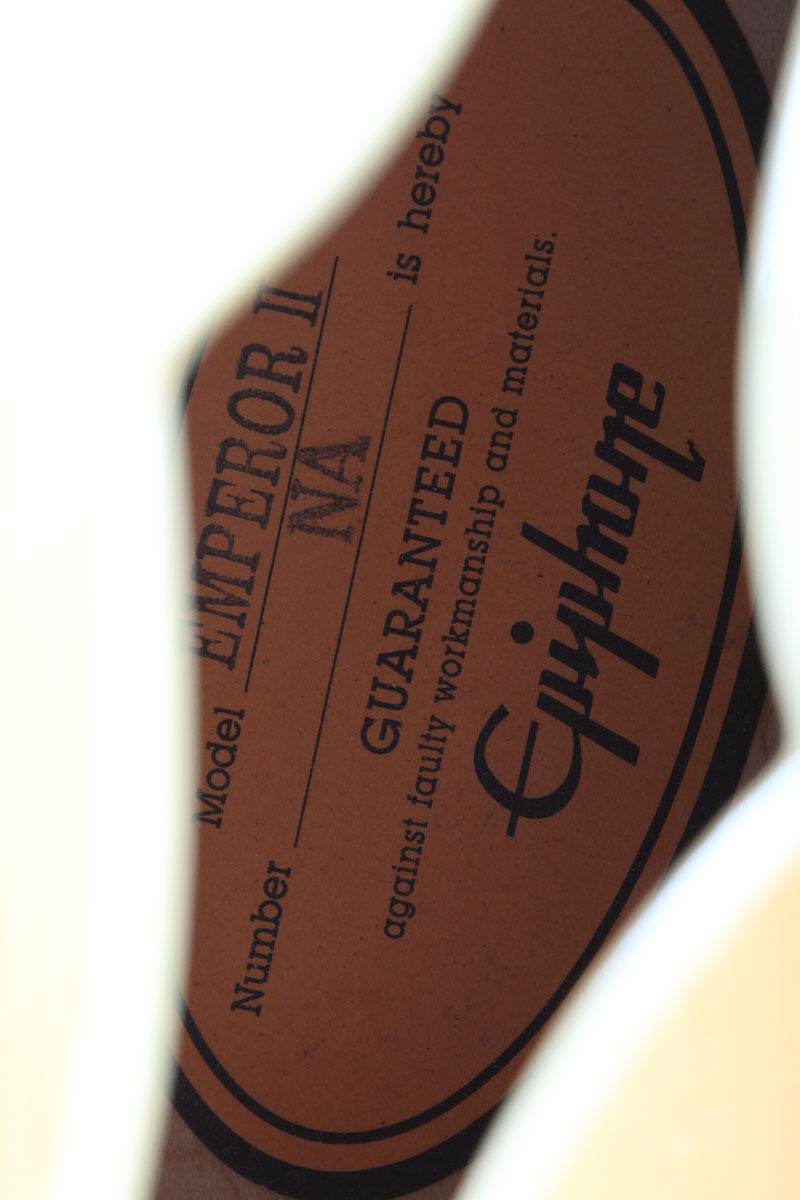 Model EMPEROR II
Number NA
is hereby
GUARANTEED
against faulty workmanship and materials.
Epiphone